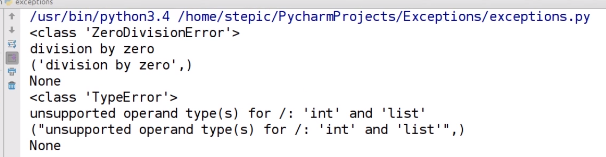 exceptions
/usr/bin/python3.4 /home/stepic/PycharmProjects/Exceptions/exceptions.py
<class 'ZeroDivisionError'>
division by zero
('division by zero',)
None
<class 'TypeError'>
unsupported operand type(s) for /: 'int' and 'list'
("unsupported operand type(s) for /: 'int' and 'list'",)
None